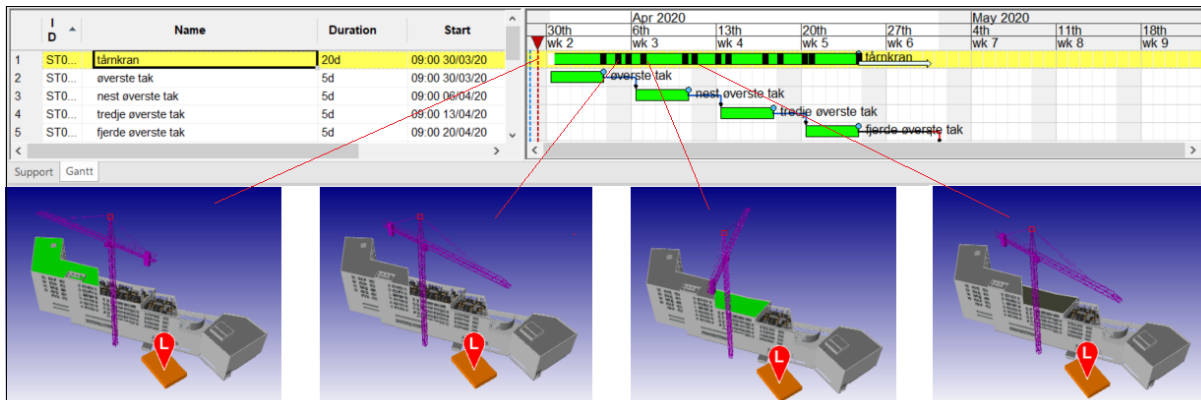 ID Name Duration Start
Apr 2020 May 2020
30th 6th 13th 20th 27th 4th 11th 18th
wk 2 wk 3 wk 4 wk 5 wk 6 wk 7 wk 8 wk 9
1 ST0... tårnkran 20d 09:00 30/03/20 tårnkran
2 ST0... øverste tak 5d 09:00 30/03/20 øverste tak
3 ST0... nest øverste tak 5d 09:00 06/04/20 nest øverste tak
4 ST0... tredje øverste tak 5d 09:00 13/04/20 tredje øverste tak
5 ST0... fjerde øverste tak 5d 09:00 20/04/20 fjerde øverste tak
Support Gantt
L L L L